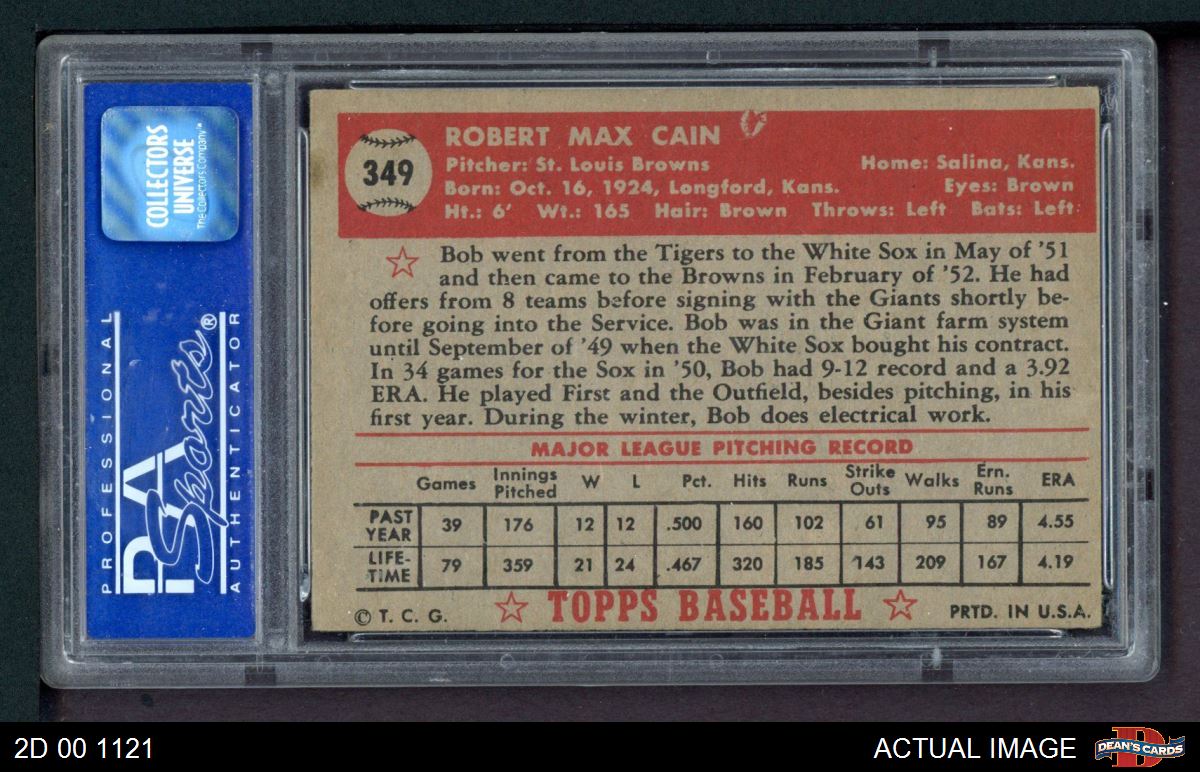 COLLECTORS
UNIVERSE
The Collectors Company™
PROFESSIONAL
PSA
Sports®
AUTHENTICATOR
349
ROBERT MAX CAIN
Pitcher: St. Louis Browns Home: Salina, Kans.
Born: Oct. 16, 1924, Longford, Kans. Eyes: Brown
Ht.: 6' Wt.: 165 Hair: Brown Throws: Left Bats: Left
Bob went from the Tigers to the White Sox in May of '51
and then came to the Browns in February of '52. He had
offers from 8 teams before signing with the Giants shortly be-
fore going into the Service. Bob was in the Giant farm system
until September of '49 when the White Sox bought his contract.
In 34 games for the Sox in '50, Bob had 9-12 record and a 3.92
ERA. He played First and the Outfield, besides pitching, in his
first year. During the winter, Bob does electrical work.
MAJOR LEAGUE PITCHING RECORD
Games Innings Pitched W L Pct. Hits Runs Strike Outs Walks Ern. Runs ERA
PAST YEAR 39 176 12 12 .500 160 102 61 95 89 4.55
LIFE-TIME 79 359 21 24 .467 320 185 143 209 167 4.19
© T. C. G. TOPPS BASEBALL PRTD. IN U.S.A.
2D 00 1121 ACTUAL IMAGE DEAN'S CARDS